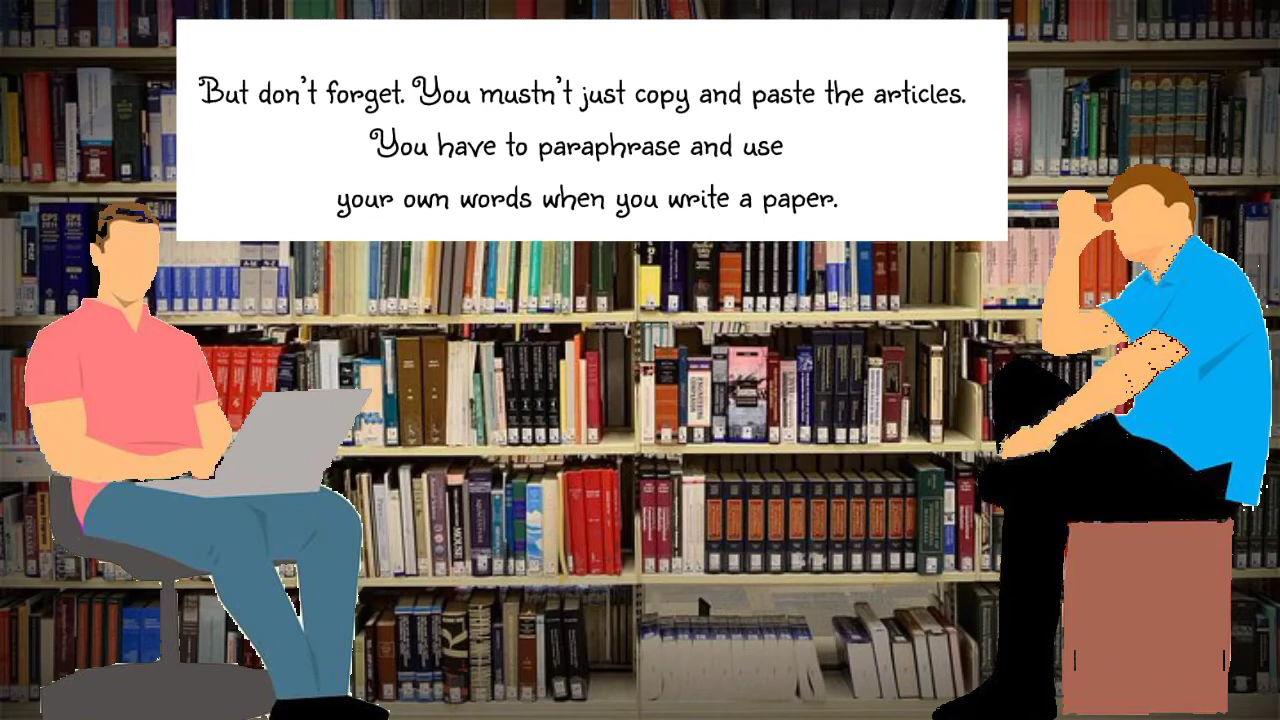 But don't forget. You mustn't just copy and paste the articles.
You have to paraphrase and use
your own words when you write a paper.